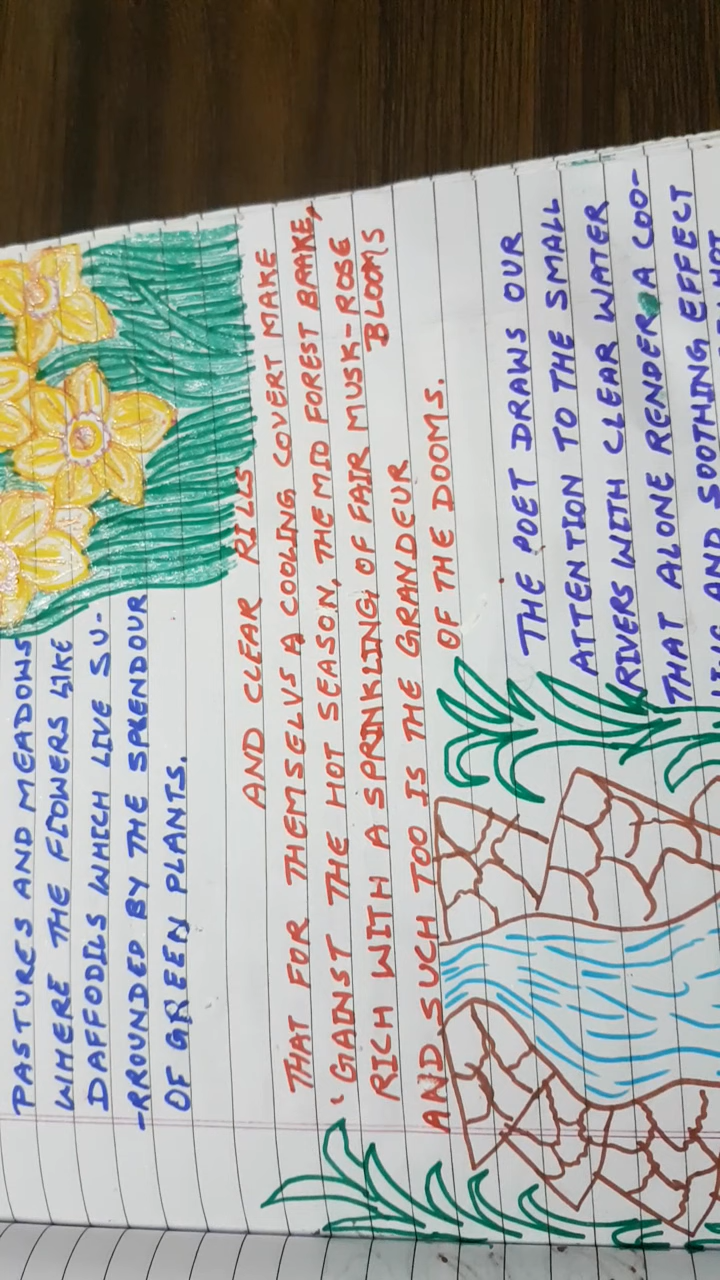 PASTURES AND MEADOWS
WHERE THE FLOWERS LIKE
DAFFODILS WHICH LIVE SU-
-RROUNDED BY THE SPLENDOUR
OF GREEN PLANTS.
AND CLEAR RILLS
THAT FOR THEMSELVS A COOLING COVERT MAKE
'GAINST THE HOT SEASON, THE MID FOREST BRAKE,
RICH WITH A SPRINKLING OF FAIR MUSK-ROSE
BLOOMS
AND SUCH TOO IS THE GRANDEUR
OF THE DOOMS.
THE POET DRAWS OUR
ATTENTION TO THE SMALL
RIVERS WITH CLEAR WATER
THAT ALONE RENDER A COO-
AND SOOTHING EFFECT